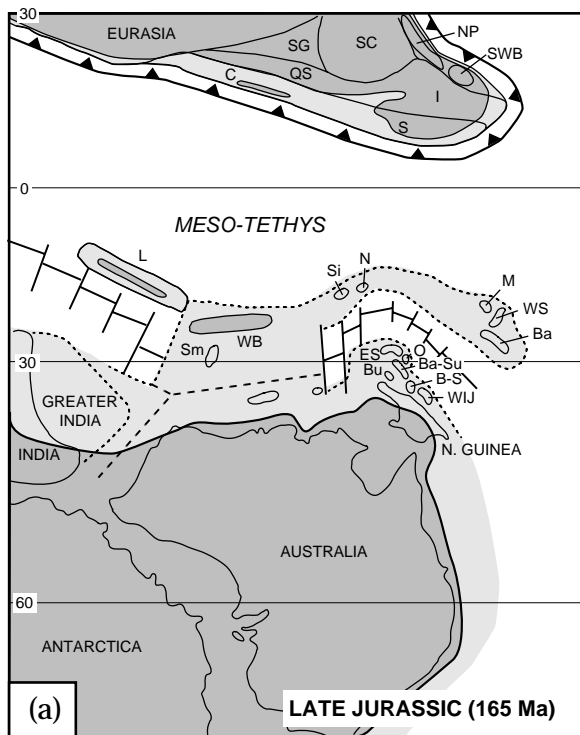 30
EURASIA
SG
SC
NP
SWB
C
QS
I
S
0
MESO-TETHYS
L
Si
N
M
WS
Ba
Sm
WB
30
ES
O
Ba-Su
Bu
B-S
WIJ
GREATER
INDIA
INDIA
N. GUINEA
AUSTRALIA
60
ANTARCTICA
(a)
LATE JURASSIC (165 Ma)